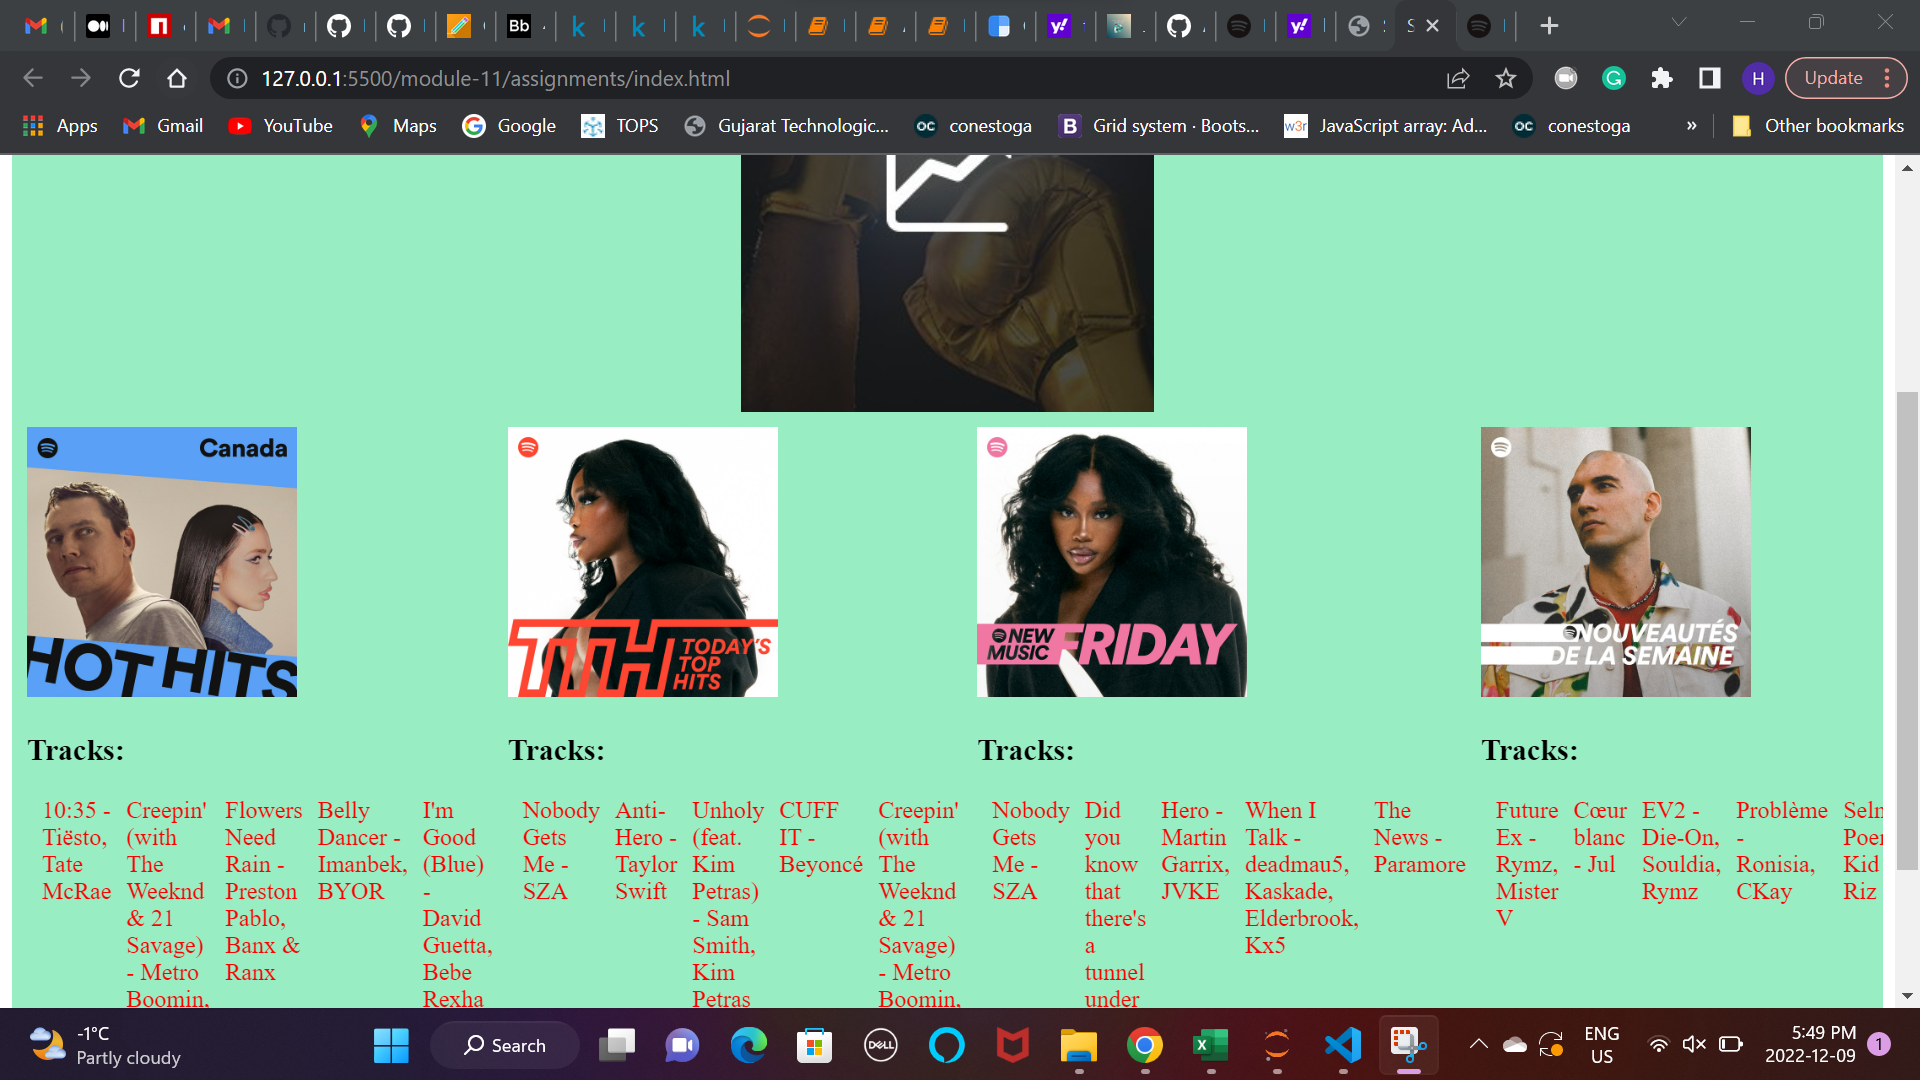 Bb
127.0.0.1:5500/module-11/assignments/index.html
H
Update
Apps
Gmail
YouTube
Maps
Google
TOPS
Gujarat Technologic...
oc
conestoga
B
Grid system · Boots...
w3r
JavaScript array: Ad...
oc
conestoga
»
Other bookmarks
Canada
HOT HITS
TTH
TODAY'S
TOP
HITS
NEW
MUSIC
FRIDAY
NOUVEAUTÉS
DE LA SEMAINE
Tracks:
10:35 -
Tiësto,
Tate
McRae
Creepin'
(with
The
Weeknd
& 21
Savage)
- Metro
Boomin,
Flowers
Need
Rain -
Preston
Pablo,
Banx &
Ranx
Belly
Dancer -
Imanbek,
BYOR
I'm
Good
(Blue)
-
David
Guetta,
Bebe
Rexha
Tracks:
Nobody
Gets
Me -
SZA
Anti-
Hero -
Taylor
Swift
Unholy
(feat.
Kim
Petras)
- Sam
Smith,
Kim
Petras
CUFF
IT -
Beyoncé
Creepin'
(with
The
Weeknd
& 21
Savage)
- Metro
Boomin,
Tracks:
Nobody
Gets
Me -
SZA
Did
you
know
that
there's
a
tunnel
under
Hero -
Martin
Garrix,
JVKE
When I
Talk -
deadmau5,
Kaskade,
Elderbrook,
Kx5
The
News -
Paramore
Tracks:
Future
Ex -
Rymz,
Mister
V
Cœur
blanc
- Jul
EV2 -
Die-On,
Souldia,
Rymz
Problème
-
Ronisia,
CKay
Kid
Riz
-1°C
Partly cloudy
Search
DELL
ENG
US
5:49 PM
2022-12-09
1